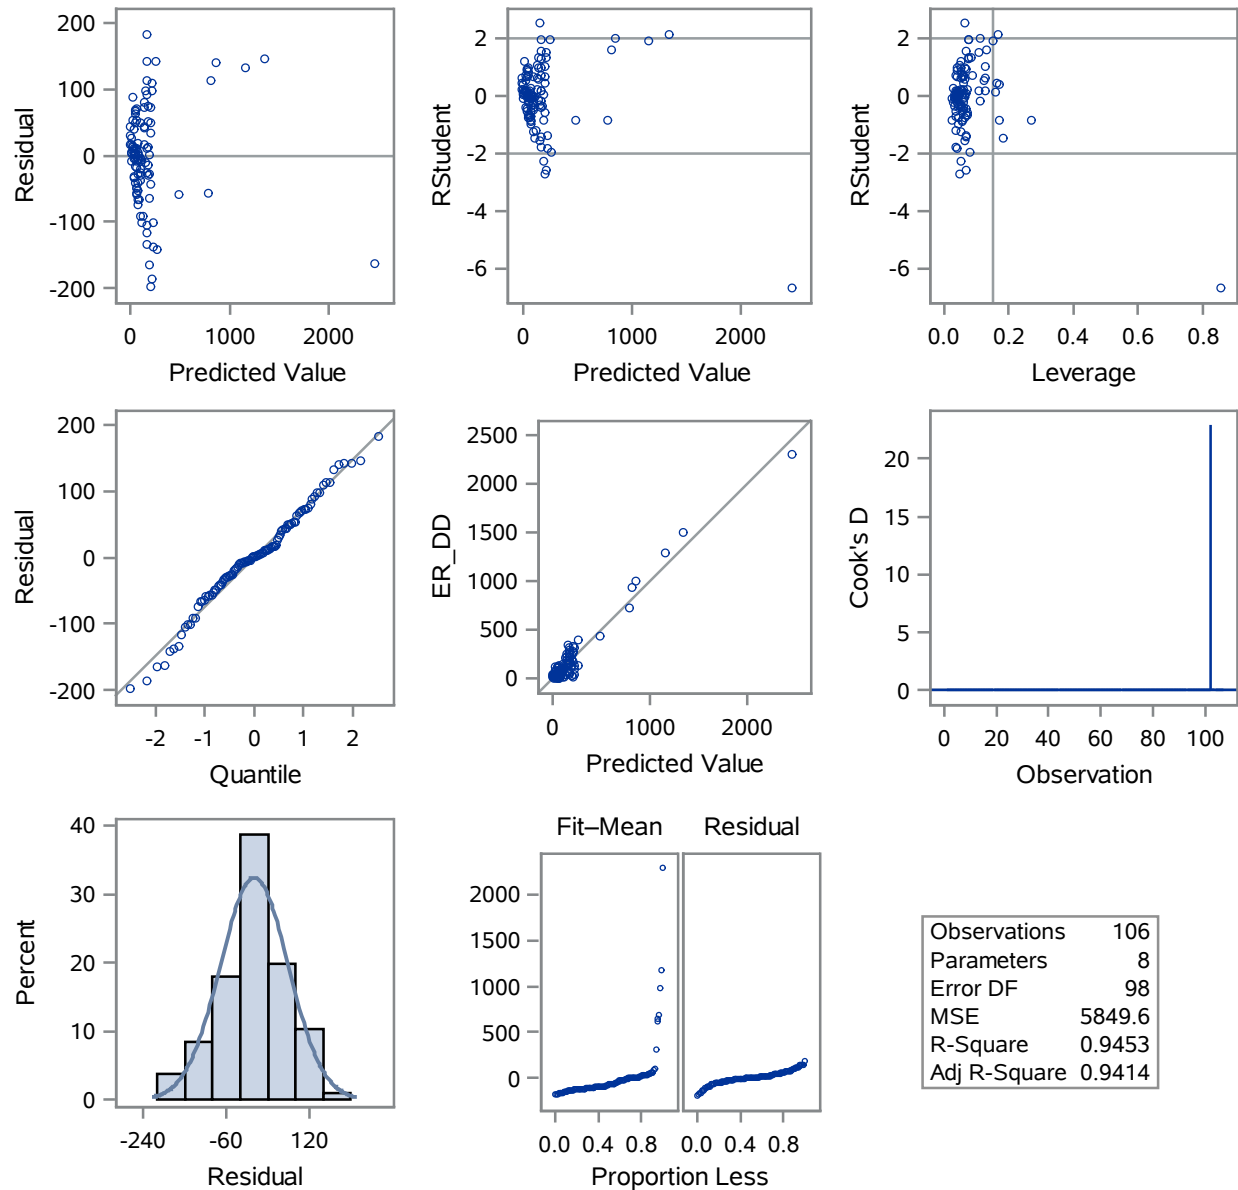 200
100
0
-100
-200
Residual
0 1000 2000
Predicted Value
2
0
-2
-4
-6
RStudent
0 1000 2000
Predicted Value
2
0
-2
-4
-6
RStudent
0.0 0.2 0.4 0.6 0.8
Leverage
200
100
0
-100
-200
Residual
-2 -1 0 1 2
Quantile
2500
2000
1500
1000
500
0
ER_DD
0 1000 2000
Predicted Value
20
15
10
5
0
Cook's D
0 20 40 60 80 100
Observation
40
30
20
10
0
Percent
-240 -60 120
Residual
Fit–Mean Residual
2000
1500
1000
500
0
0.0 0.4 0.8 0.0 0.4 0.8
Proportion Less
Observations 106
Parameters 8
Error DF 98
MSE 5849.6
R-Square 0.9453
Adj R-Square 0.9414